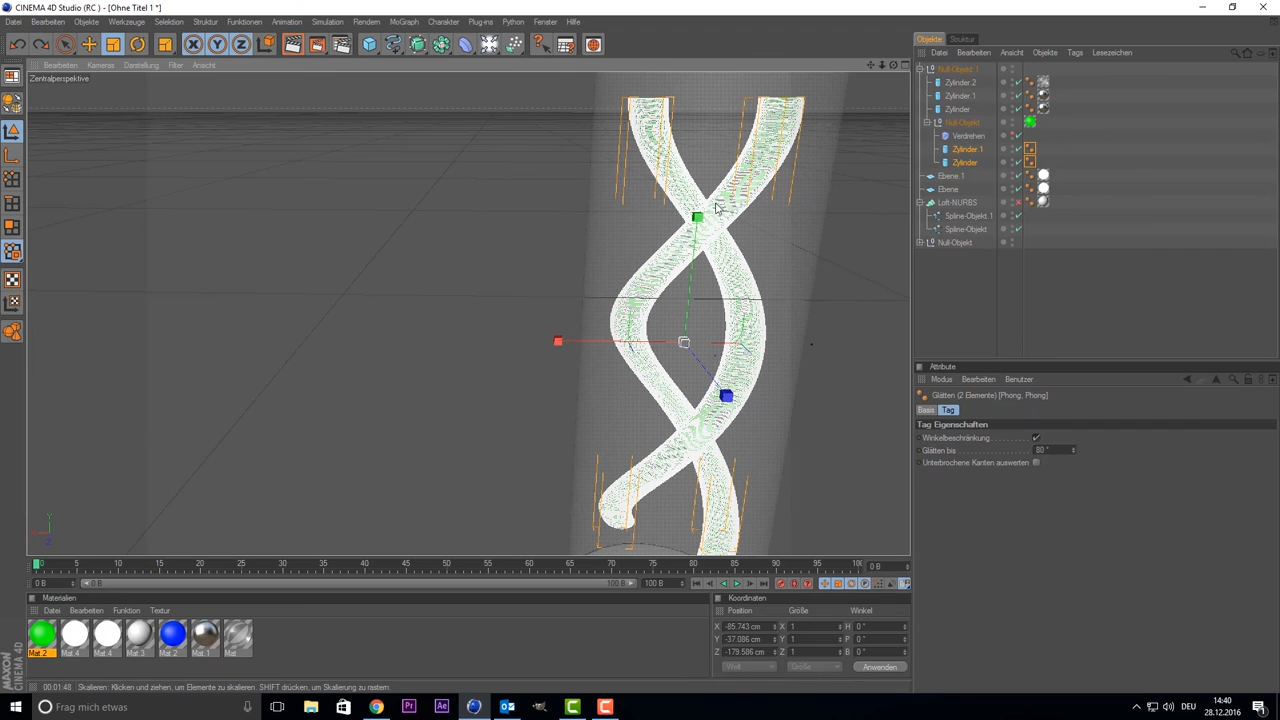 CINEMA 4D Studio (RC ) - [Ohne Titel 1 *]
Datei Bearbeiten Objekte Werkzeuge Selektion Struktur Funktionen Animation Simulation Rendern MoGraph Charakter Plug-ins Python Fenster Hilfe
X Y Z
Objekte Struktur
Datei Bearbeiten Ansicht Objekte Tags Lesezeichen
Bearbeiten Kameras Darstellung Filter Ansicht
Zentralperspektive
Null-Objekt.1
Zylinder 2
Zylinder.1
Zylinder
Null-Objekt
Verdrehen
Zylinder.1
Zylinder
Ebene.1
Ebene
Loft-NURBS
Spline-Objekt.1
Spline-Objekt
Null-Objekt
Attribute
Modus Bearbeiten Benutzer
Glätten (2 Elemente) [Phong, Phong]
Basis Tag
Tag Eigenschaften
Winkelbeschränkung
Glätten bis 80 °
Unterbrochene Kanten auswerten
Y
X
Z
0 5 10 15 20 25 30 35 40 45 50 55 60 65 70 75 80 85 90 95 100 0 B
0 B 0 B 100 B 100 B
Materialien
Datei Bearbeiten Funktion Textur
Mat.2 Mat.4 Mat.4 Mat.3 Mat.2 Mat.1 Mat
Koordinaten
Position Größe Winkel
X -85.743 cm X 1 H 0 °
Y -37.086 cm Y 1 P 0 °
Z -179.586 cm Z 1 B 0 °
Welt Größe Anwenden
MAXON CINEMA 4D
00:01:48 Skalieren: Klicken und ziehen, um Elemente zu skalieren. SHIFT drücken, um Skalierung zu rastern.
Frag mich etwas
Pr Ae
DEU
14:40
28.12.2016